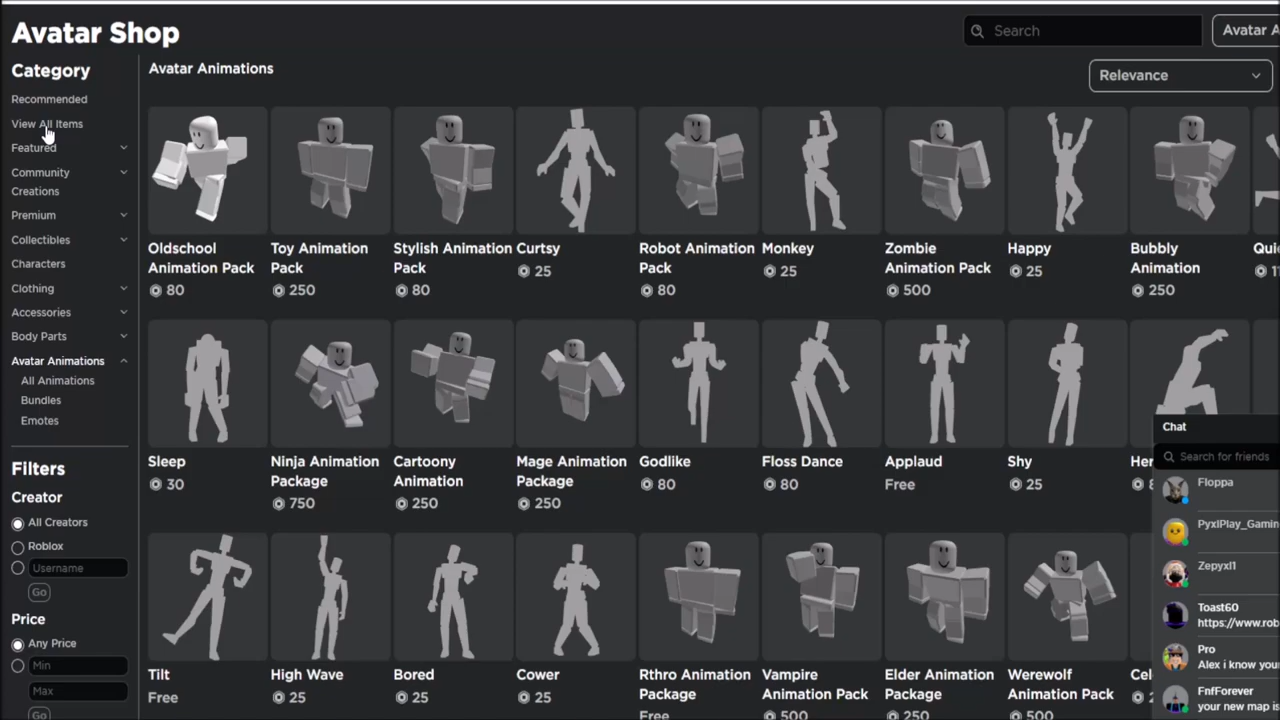 Avatar Shop
Search
Avatar A
Category
Recommended
View All Items
Featured
Community
Creations
Premium
Collectibles
Characters
Clothing
Accessories
Body Parts
Avatar Animations
All Animations
Bundles
Emotes
Filters
Creator
All Creators
Roblox
Username
Go
Price
Any Price
Min
Max
Go
Avatar Animations
Relevance
Oldschool
Animation Pack
80
Toy Animation
Pack
250
Stylish Animation
Pack
80
Curtsy
25
Robot Animation
Pack
80
Monkey
25
Zombie
Animation Pack
500
Happy
25
Bubbly
Animation
250
Sleep
30
Ninja Animation
Package
750
Cartoony
Animation
250
Mage Animation
Package
250
Godlike
80
Floss Dance
80
Applaud
Free
Shy
25
Tilt
Free
High Wave
25
Bored
25
Cower
25
Rthro Animation
Package
Free
Vampire
Animation Pack
500
Elder Animation
Package
250
Werewolf
Animation Pack
500
Chat
Search for friends
Floppa
PyxlPlay_Gamin
Zepyxl1
Toast60
https://www.rob
Pro
Alex i know you
FnfForever
your new map is